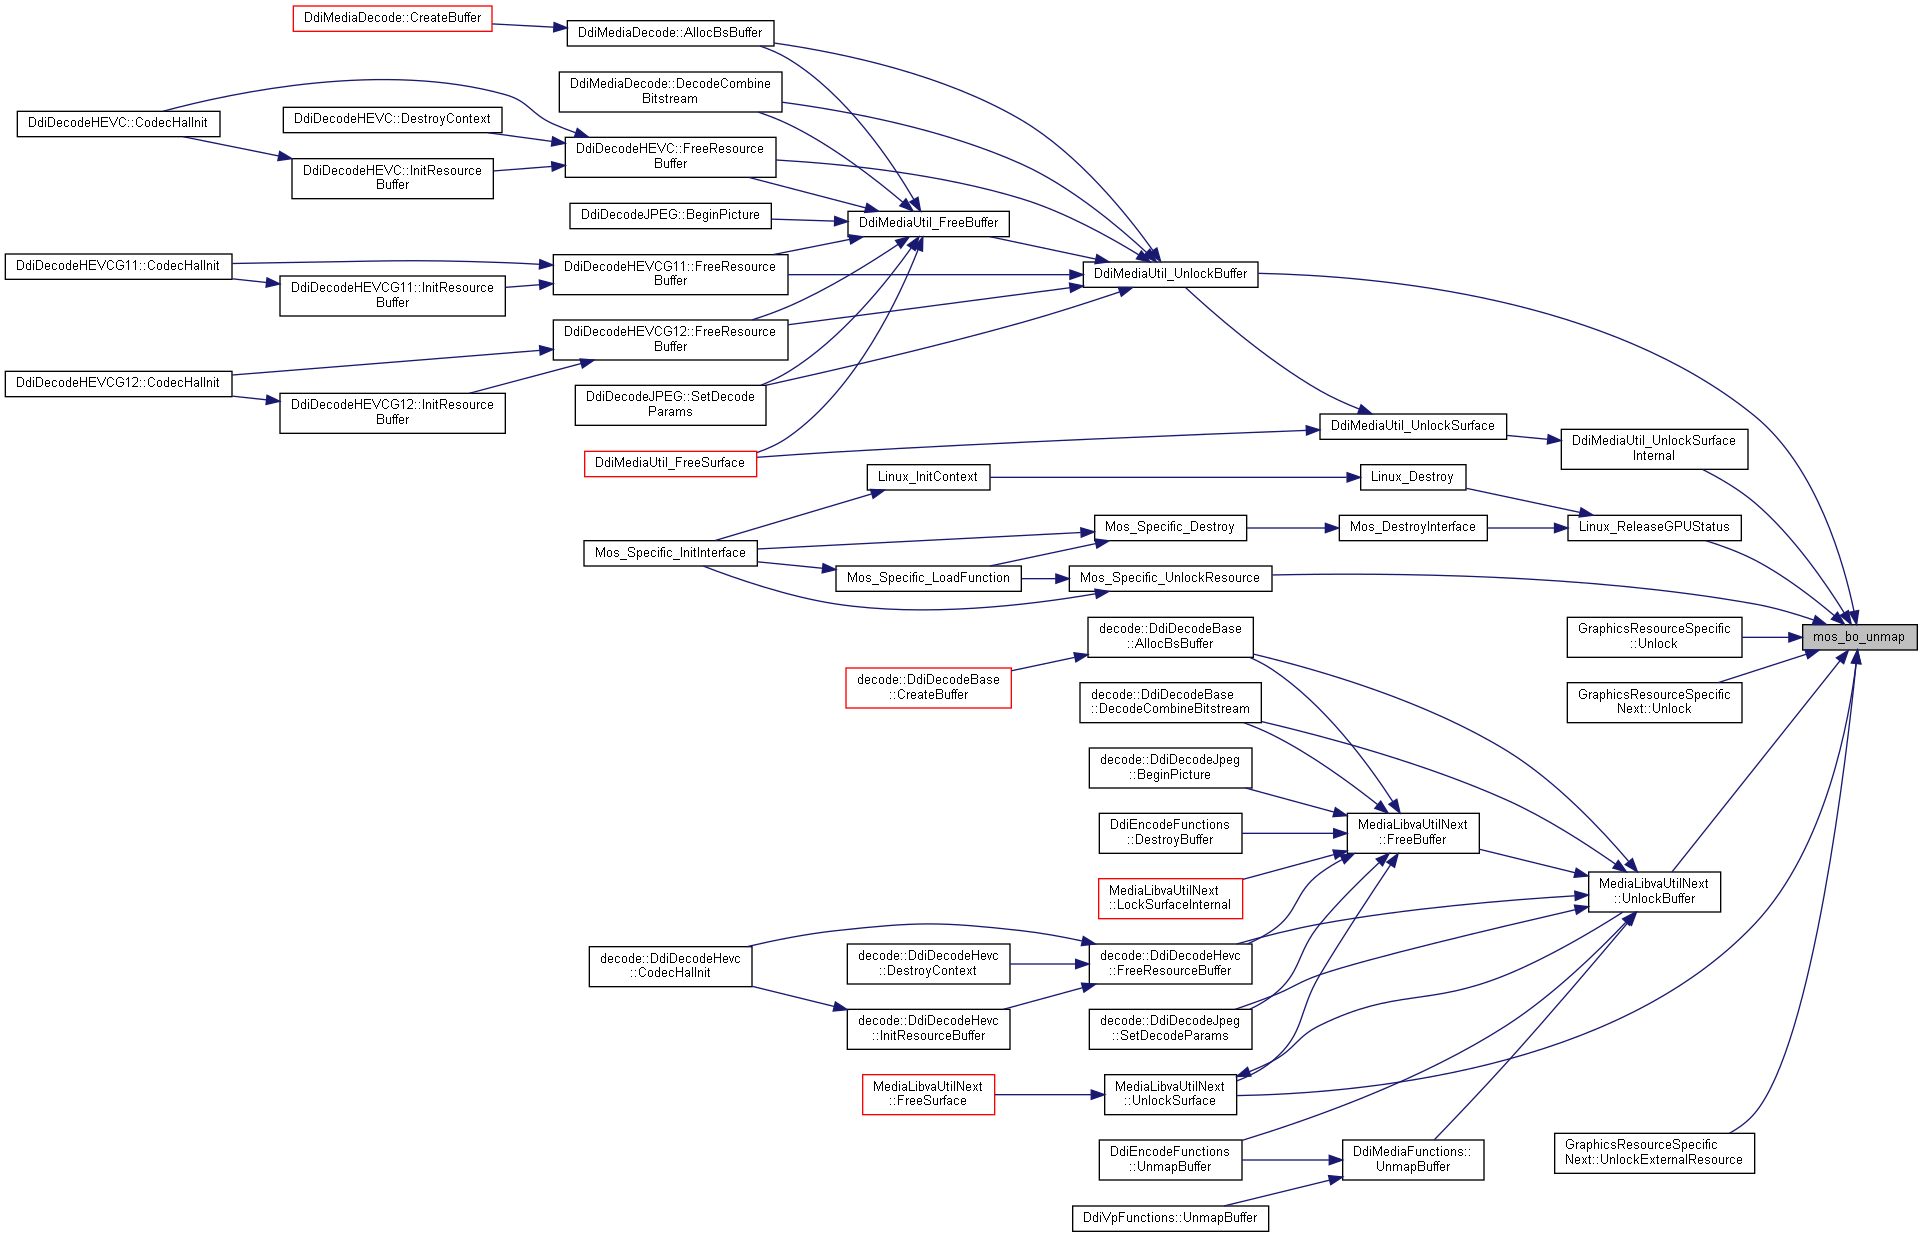 DdiMediaDecode::CreateBuffer
DdiMediaDecode::AllocBsBuffer
DdiMediaDecode::DecodeCombine
Bitstream
DdiDecodeHEVC::CodecHalInit
DdiDecodeHEVC::DestroyContext
DdiDecodeHEVC::FreeResource
Buffer
DdiDecodeHEVC::InitResource
Buffer
DdiDecodeJPEG::BeginPicture
DdiMediaUtil_FreeBuffer
DdiDecodeHEVCG11::CodecHalInit
DdiDecodeHEVCG11::InitResource
Buffer
DdiDecodeHEVCG11::FreeResource
Buffer
DdiMediaUtil_UnlockBuffer
DdiDecodeHEVCG12::FreeResource
Buffer
DdiDecodeHEVCG12::CodecHalInit
DdiDecodeHEVCG12::InitResource
Buffer
DdiDecodeJPEG::SetDecode
Params
DdiMediaUtil_UnlockSurface
DdiMediaUtil_UnlockSurface
Internal
DdiMediaUtil_FreeSurface
Linux_InitContext
Linux_Destroy
Mos_Specific_Destroy
Mos_DestroyInterface
Linux_ReleaseGPUStatus
Mos_Specific_InitInterface
Mos_Specific_LoadFunction
Mos_Specific_UnlockResource
decode::DdiDecodeBase
::AllocBsBuffer
GraphicsResourceSpecific
::Unlock
mos_bo_unmap
decode::DdiDecodeBase
::CreateBuffer
decode::DdiDecodeBase
::DecodeCombineBitstream
GraphicsResourceSpecific
Next::Unlock
decode::DdiDecodeJpeg
::BeginPicture
DdiEncodeFunctions
::DestroyBuffer
MediaLibvaUtilNext
::FreeBuffer
MediaLibvaUtilNext
::LockSurfaceInternal
MediaLibvaUtilNext
::UnlockBuffer
decode::DdiDecodeHevc
::CodecHalInit
decode::DdiDecodeHevc
::DestroyContext
decode::DdiDecodeHevc
::FreeResourceBuffer
decode::DdiDecodeHevc
::InitResourceBuffer
decode::DdiDecodeJpeg
::SetDecodeParams
MediaLibvaUtilNext
::FreeSurface
MediaLibvaUtilNext
::UnlockSurface
DdiEncodeFunctions
::UnmapBuffer
DdiMediaFunctions::
UnmapBuffer
GraphicsResourceSpecific
Next::UnlockExternalResource
DdiVpFunctions::UnmapBuffer